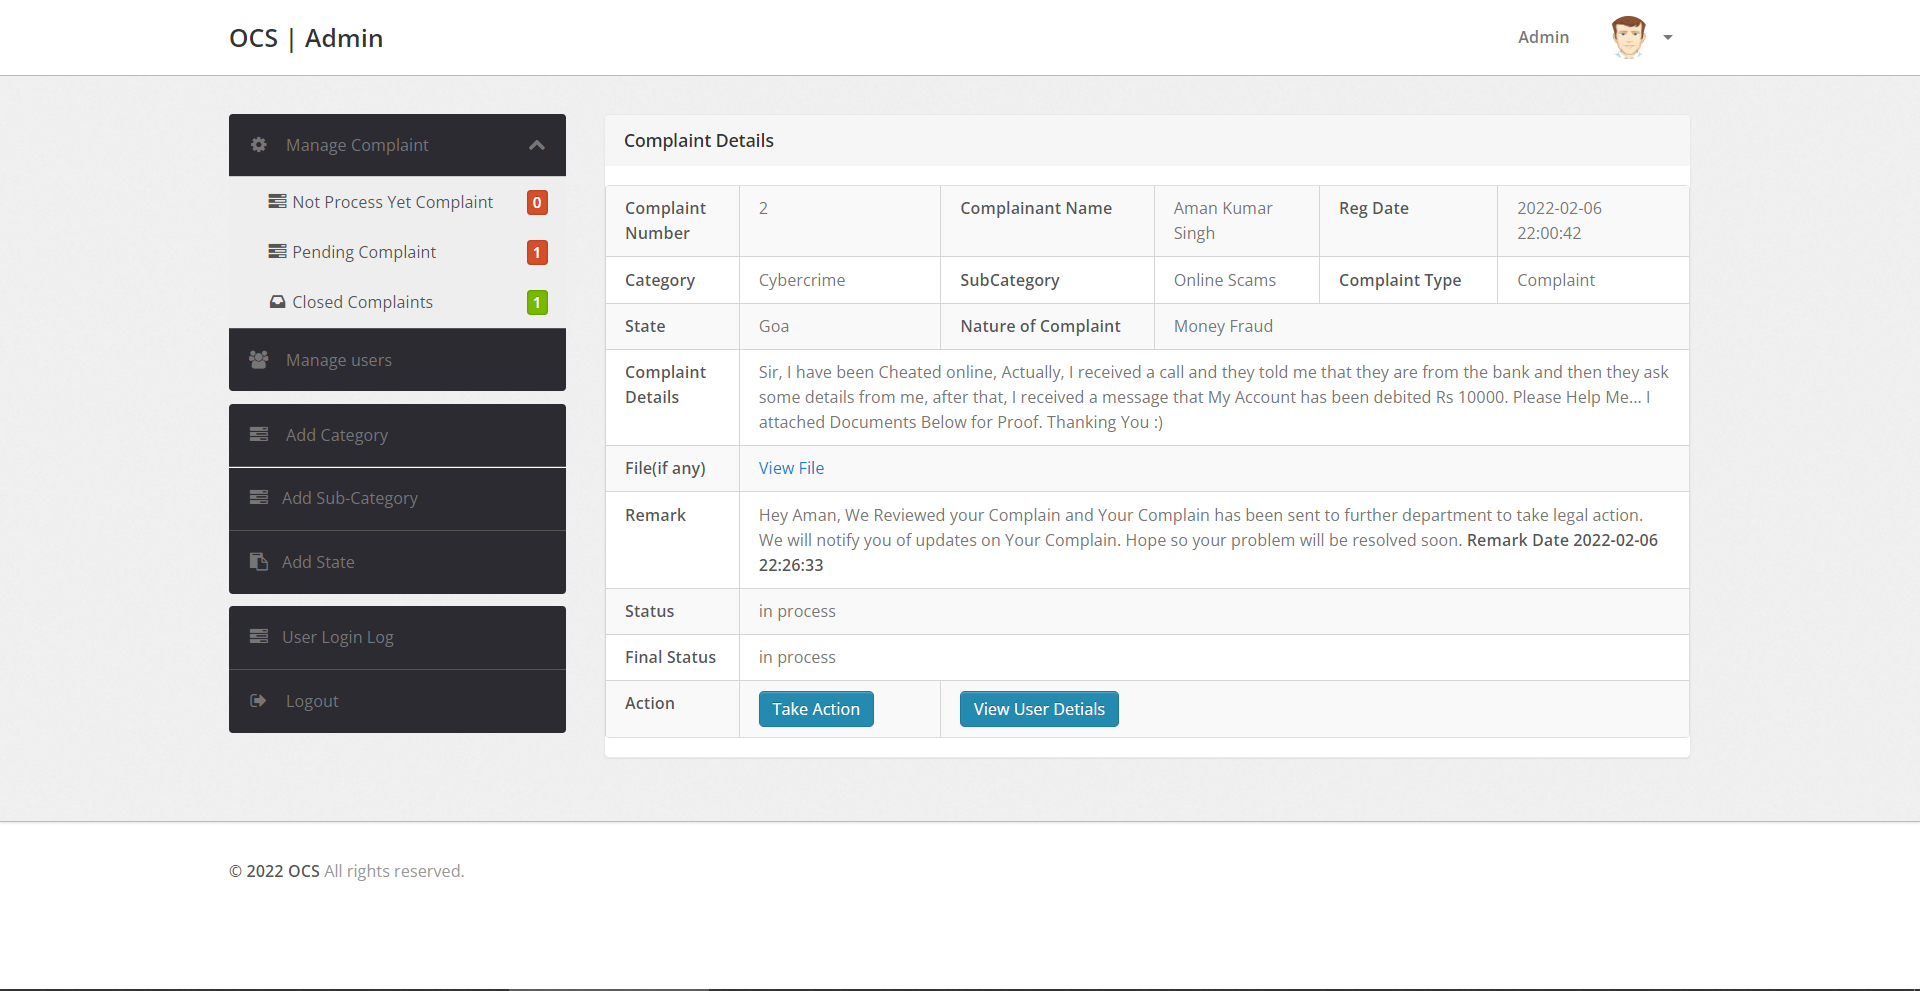 OCS | Admin
Admin
Manage Complaint
Not Process Yet Complaint 0
Pending Complaint 1
Closed Complaints 1
Manage users
Add Category
Add Sub-Category
Add State
User Login Log
Logout
Complaint Details
Complaint 2 Complainant Name Aman Kumar Reg Date 2022-02-06
Number Singh 22:00:42
Category Cybercrime SubCategory Online Scams Complaint Type Complaint
State Goa Nature of Complaint Money Fraud
Complaint Sir, I have been Cheated online, Actually, I received a call and they told me that they are from the bank and then they ask
Details some details from me, after that, I received a message that My Account has been debited Rs 10000. Please Help Me... I
attached Documents Below for Proof. Thanking You :)
File(if any) View File
Remark Hey Aman, We Reviewed your Complain and Your Complain has been sent to further department to take legal action.
We will notify you of updates on Your Complain. Hope so your problem will be resolved soon. Remark Date 2022-02-06
22:26:33
Status in process
Final Status in process
Action Take Action View User Detials
© 2022 OCS All rights reserved.